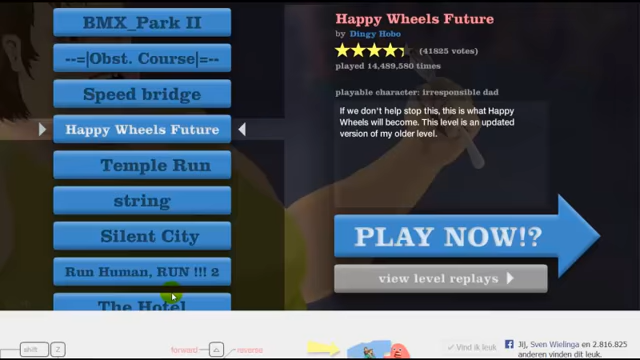 BMX_Park II
--=|Obst. Course|=--
Speed bridge
Happy Wheels Future
Temple Run
string
Silent City
Run Human, RUN !!! 2
The Hotel
Happy Wheels Future
by Dingy Hobo
(41825 votes)
played 14,489,580 times
playable character: irresponsible dad
If we don't help stop this, this is what Happy
Wheels will become. This level is an updated
version of my older level.
PLAY NOW!?
view level replays
shift Z
forward
reverse
Vind ik leuk
Jij, Sven Wielinga en 2.816.825
anderen vinden dit leuk.